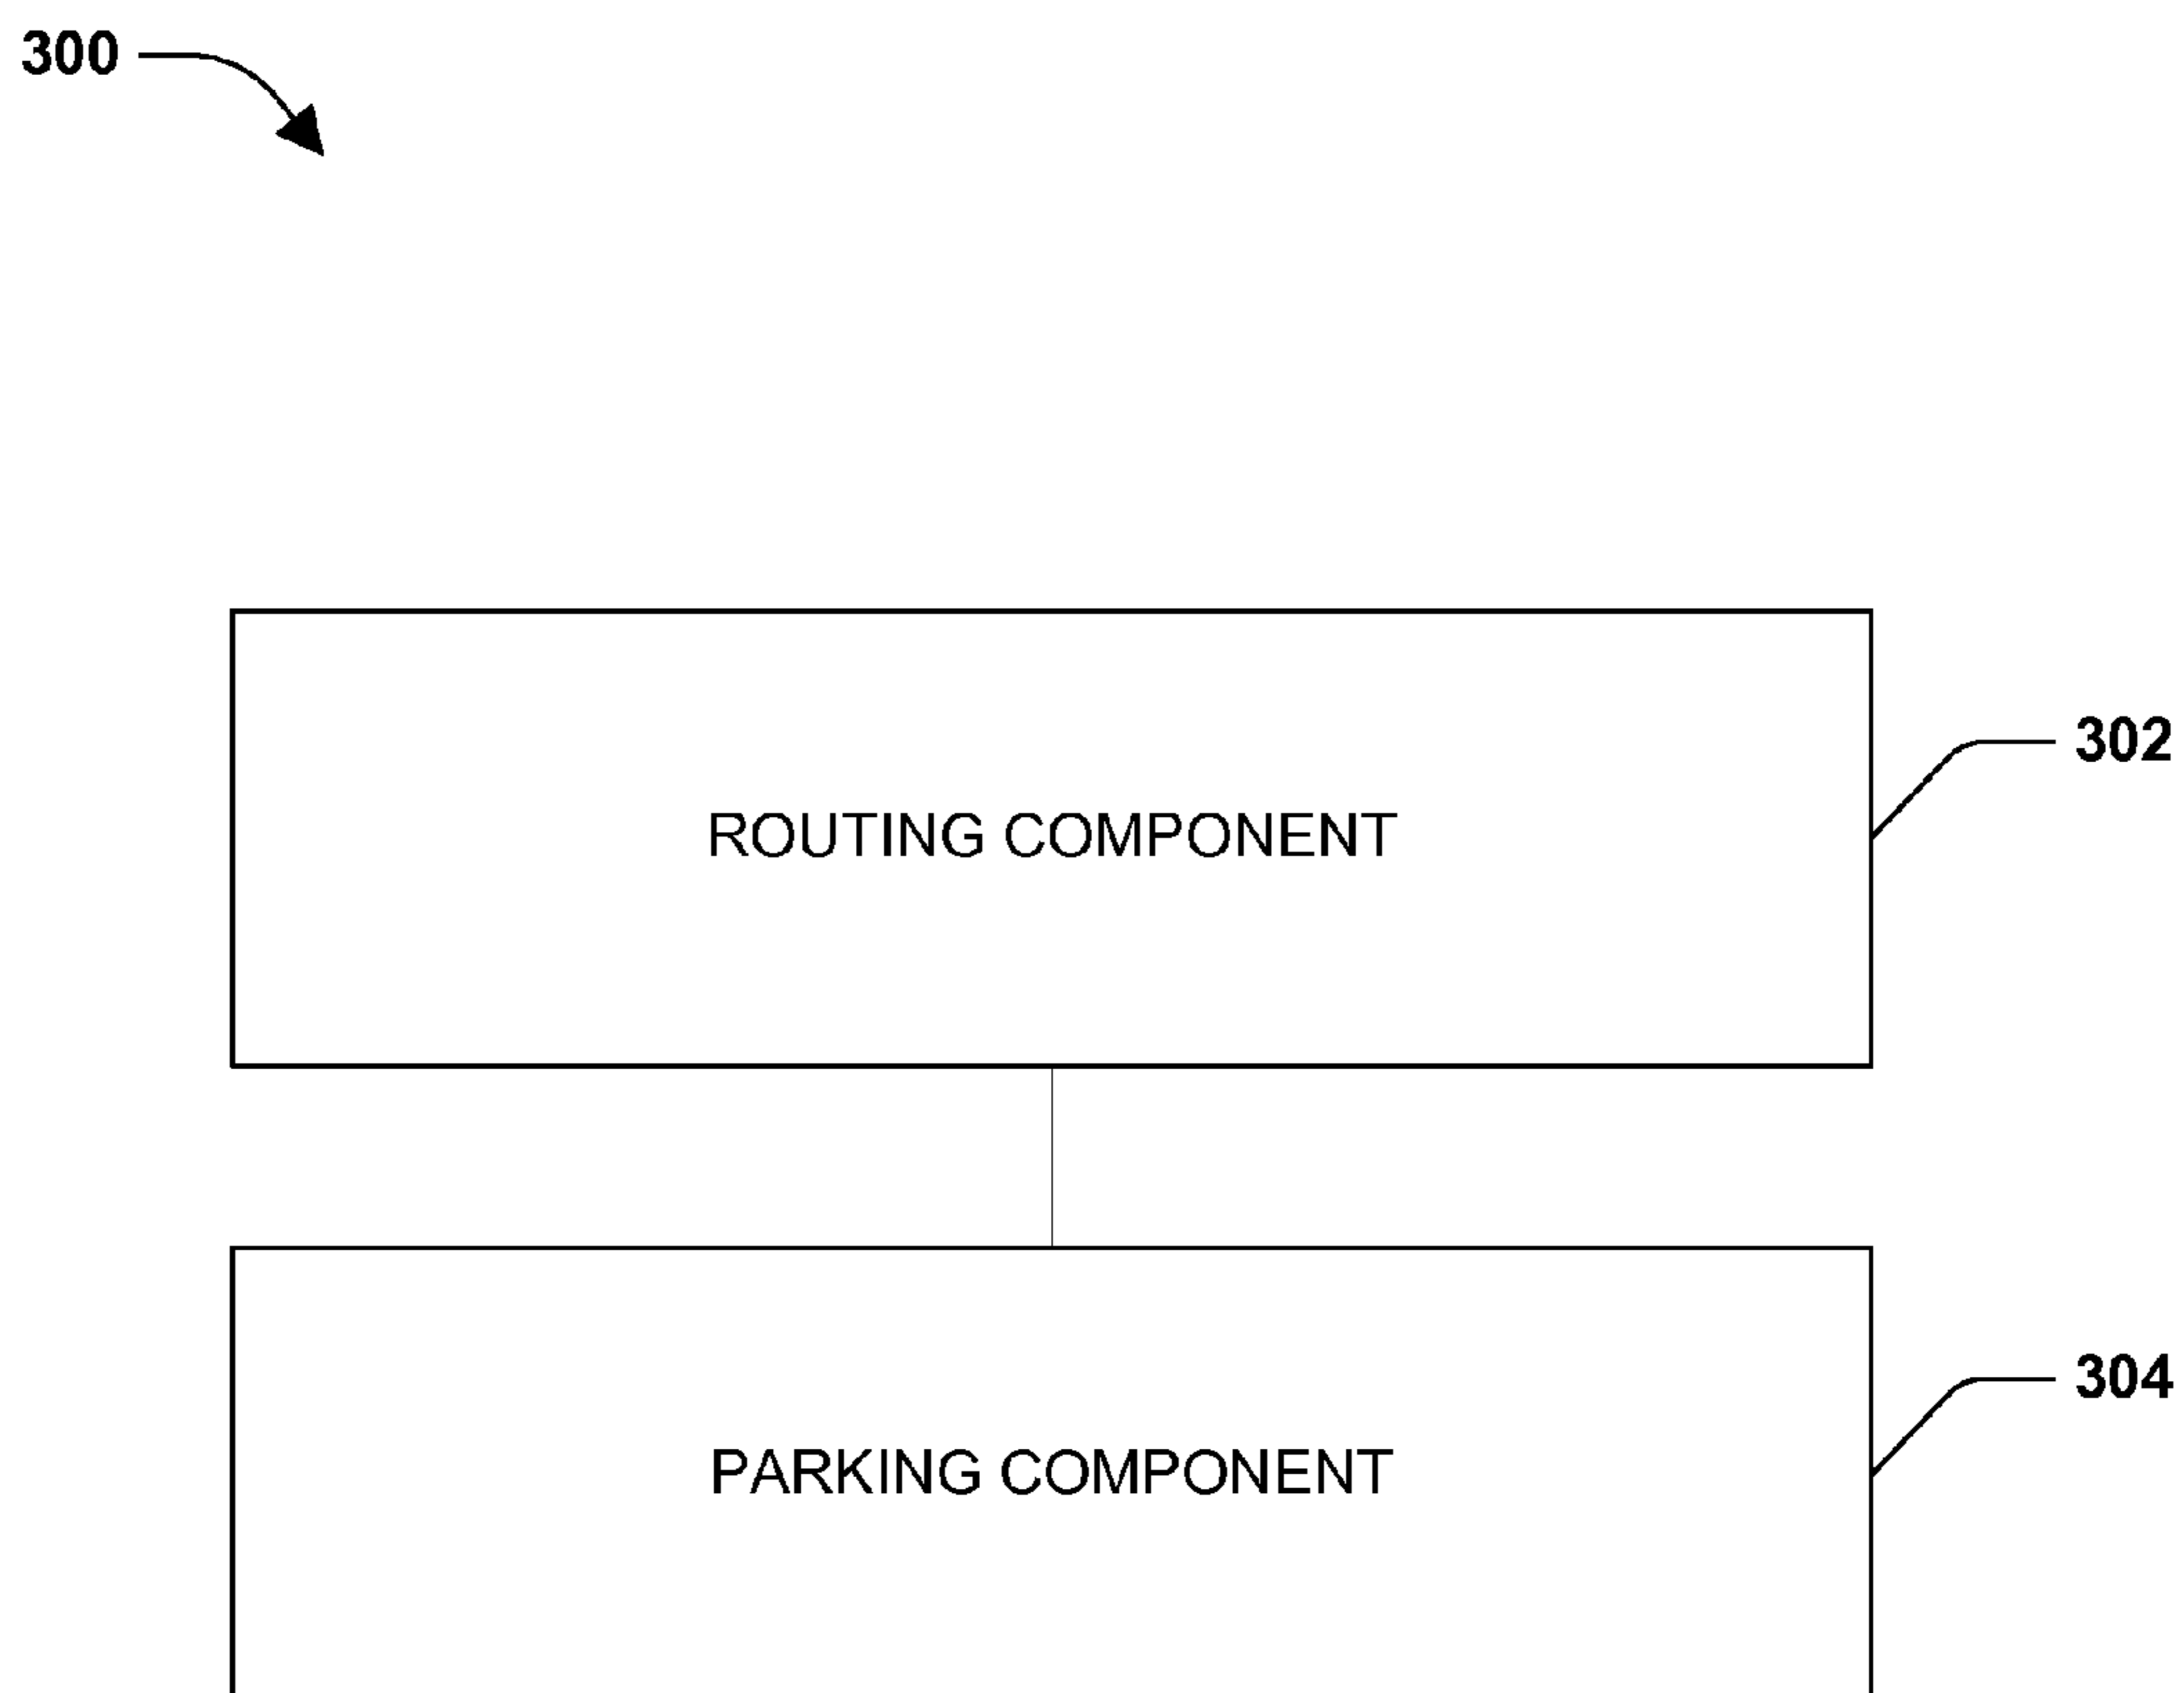 300
302
ROUTING COMPONENT
304
PARKING COMPONENT